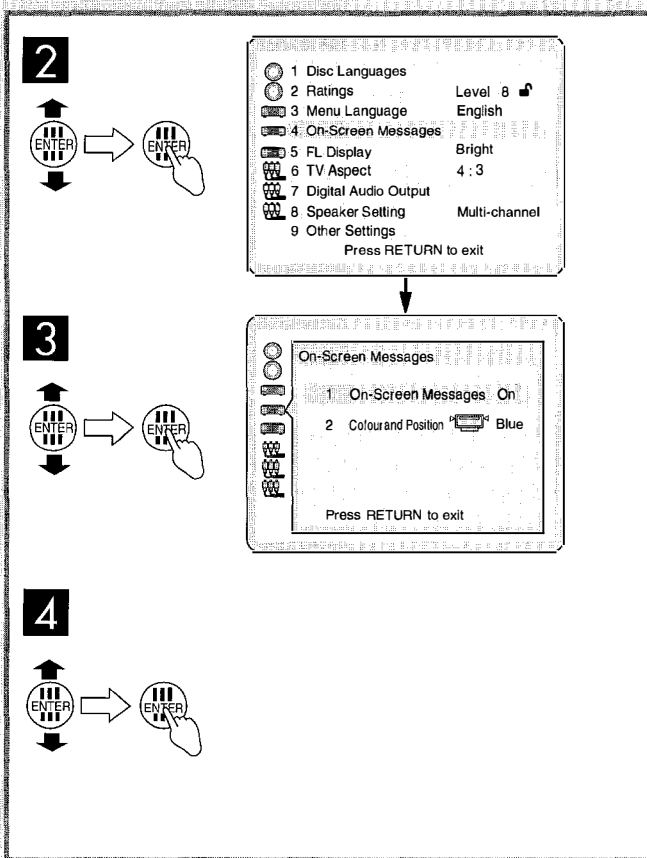 2
ENTER ENTER
1 Disc Languages
2 Ratings Level 8
3 Menu Language English
4 On-Screen Messages
5 FL Display Bright
6 TV Aspect 4 : 3
7 Digital Audio Output
8 Speaker Setting Multi-channel
9 Other Settings
Press RETURN to exit
3
ENTER ENTER
On-Screen Messages
1 On-Screen Messages On
2 Colour and Position Blue
Press RETURN to exit
4
ENTER ENTER